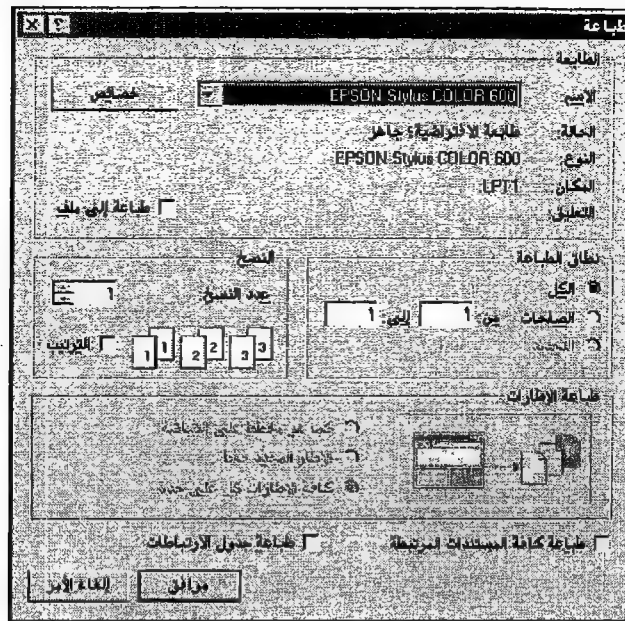 طباعة
الطابعة
الاسم: EPSON Stylus COLOR 600 خصائص
الحالة: طابعة الافتراضية؛ جاهز
النوع: EPSON Stylus COLOR 600
المكان: LPT1:
التعليق: طباعة إلى ملف
نطاق الطباعة
الكل
الصفحات من: 1 إلى: 1
التحديد
النسخ
عدد النسخ: 1
1 1 2 2 3 3 الترتيب
طباعة الإطارات
كما هو مخطط على الشاشة
الإطار المحدد فقط
كافة الإطارات كل على حدة
طباعة كافة المستندات المرتبطة طباعة جدول الارتباطات
موافق إلغاء الأمر